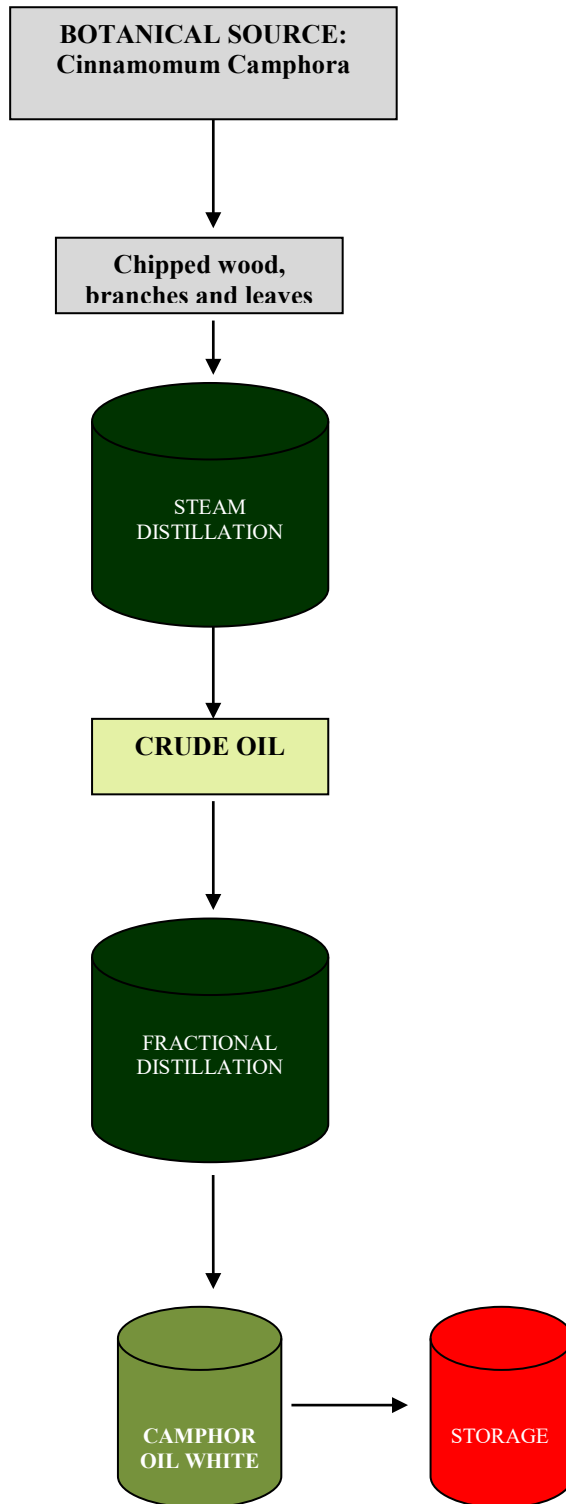 BOTANICAL SOURCE:
Cinnamomum Camphora
Chipped wood,
branches and leaves
STEAM
DISTILLATION
CRUDE OIL
FRACTIONAL
DISTILLATION
CAMPHOR
OIL WHITE
STORAGE